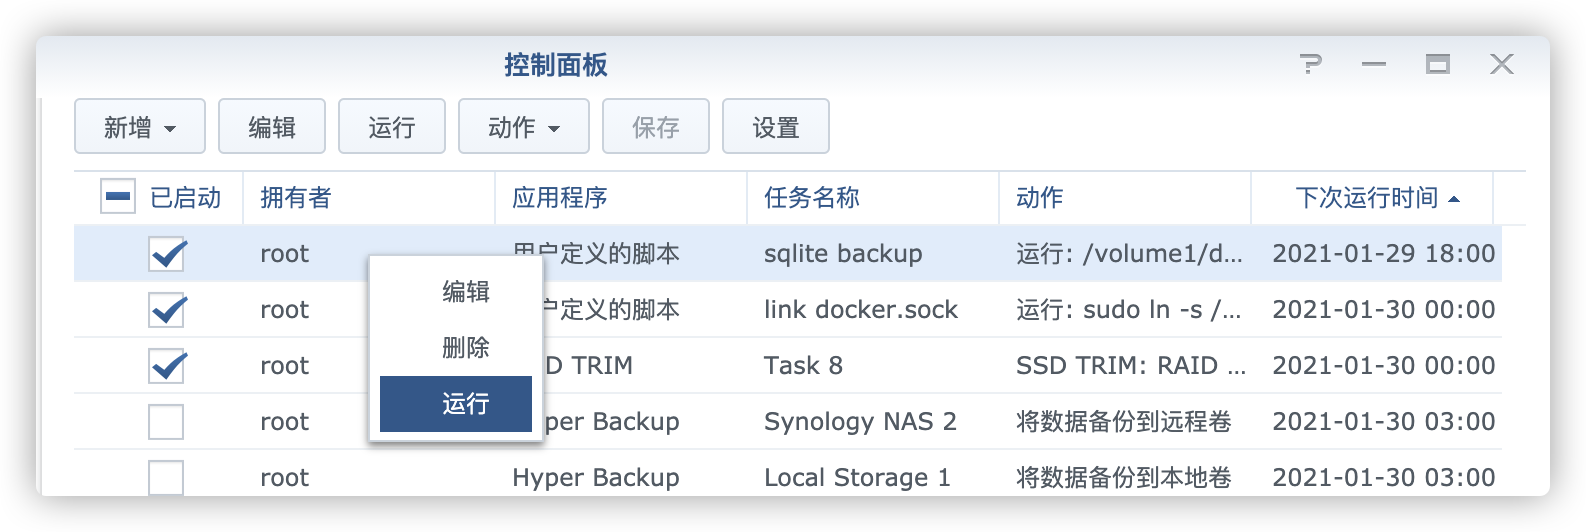 控制面板
新增 编辑 运行 动作 保存 设置
已启动 拥有者 应用程序 任务名称 动作 下次运行时间
root 用户定义的脚本 sqlite backup 运行: /volume1/d... 2021-01-29 18:00
编辑
root 户定义的脚本 link docker.sock 运行: sudo ln -s /... 2021-01-30 00:00
删除
root D TRIM Task 8 SSD TRIM: RAID ... 2021-01-30 00:00
运行
root per Backup Synology NAS 2 将数据备份到远程卷 2021-01-30 03:00
root Hyper Backup Local Storage 1 将数据备份到本地卷 2021-01-30 03:00